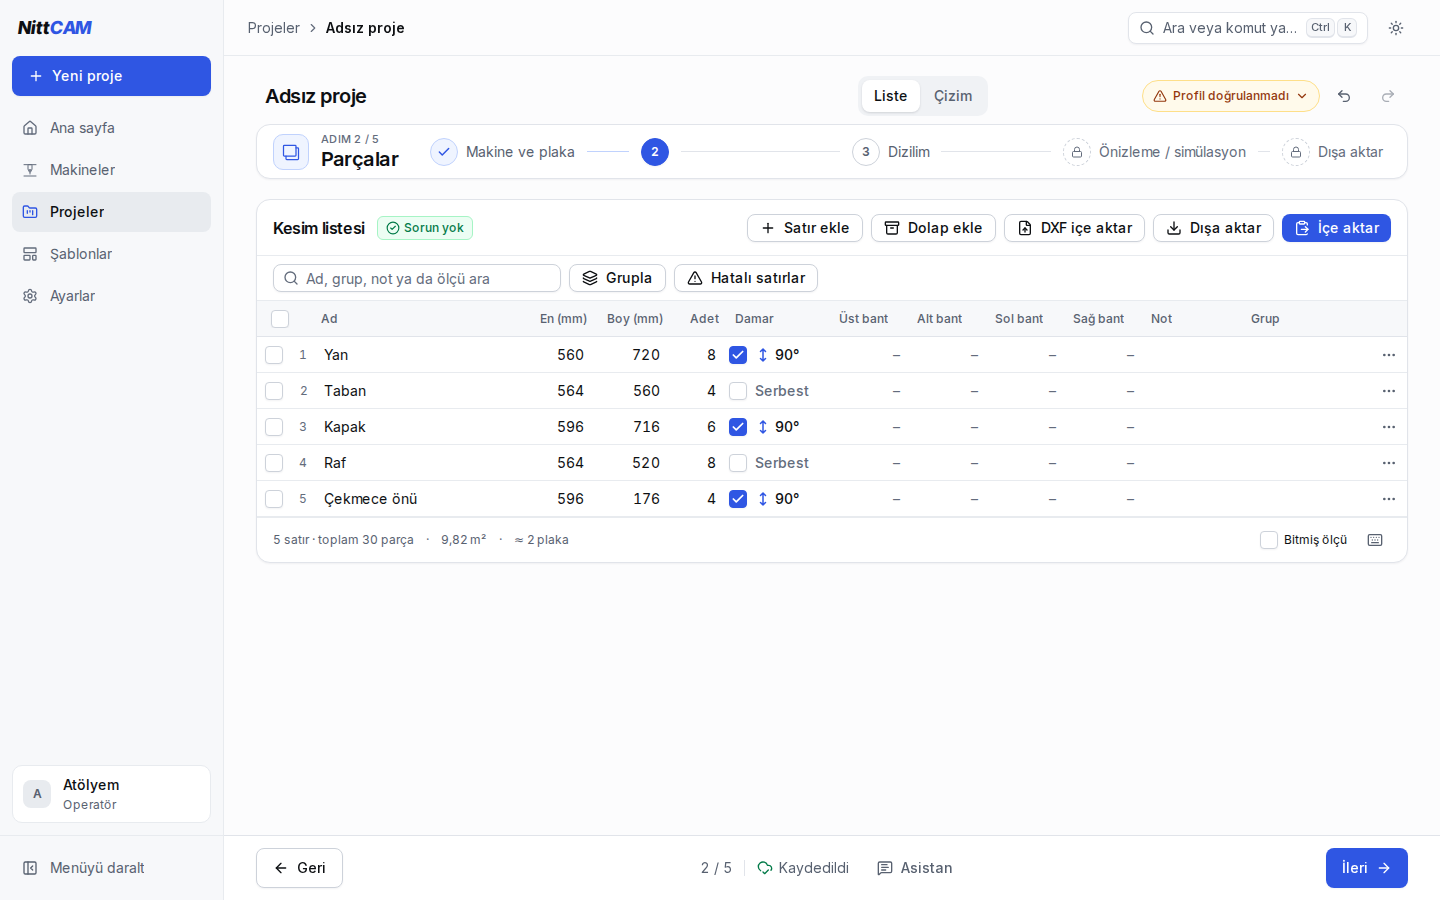 NittCAM
Yeni proje
Ana sayfa
Makineler
Projeler
Şablonlar
Ayarlar
A
Atölyem
Operatör
Menüyü daralt
Projeler > Adsız proje
Ara veya komut ya... Ctrl K
Adsız proje
Liste Çizim
Profil doğrulanmadı
ADIM 2 / 5
Parçalar
Makine ve plaka
2
3 Dizilim
Önizleme / simülasyon
Dışa aktar
Kesim listesi
Sorun yok
Satır ekle
Dolap ekle
DXF içe aktar
Dışa aktar
İçe aktar
Ad, grup, not ya da ölçü ara
Grupla
Hatalı satırlar
Ad En (mm) Boy (mm) Adet Damar Üst bant Alt bant Sol bant Sağ bant Not Grup
1 Yan 560 720 8 90° – – – –
2 Taban 564 560 4 Serbest – – – –
3 Kapak 596 716 6 90° – – – –
4 Raf 564 520 8 Serbest – – – –
5 Çekmece önü 596 176 4 90° – – – –
5 satır · toplam 30 parça · 9,82 m² · ≈ 2 plaka
Bitmiş ölçü
Geri
2 / 5
Kaydedildi
Asistan
İleri